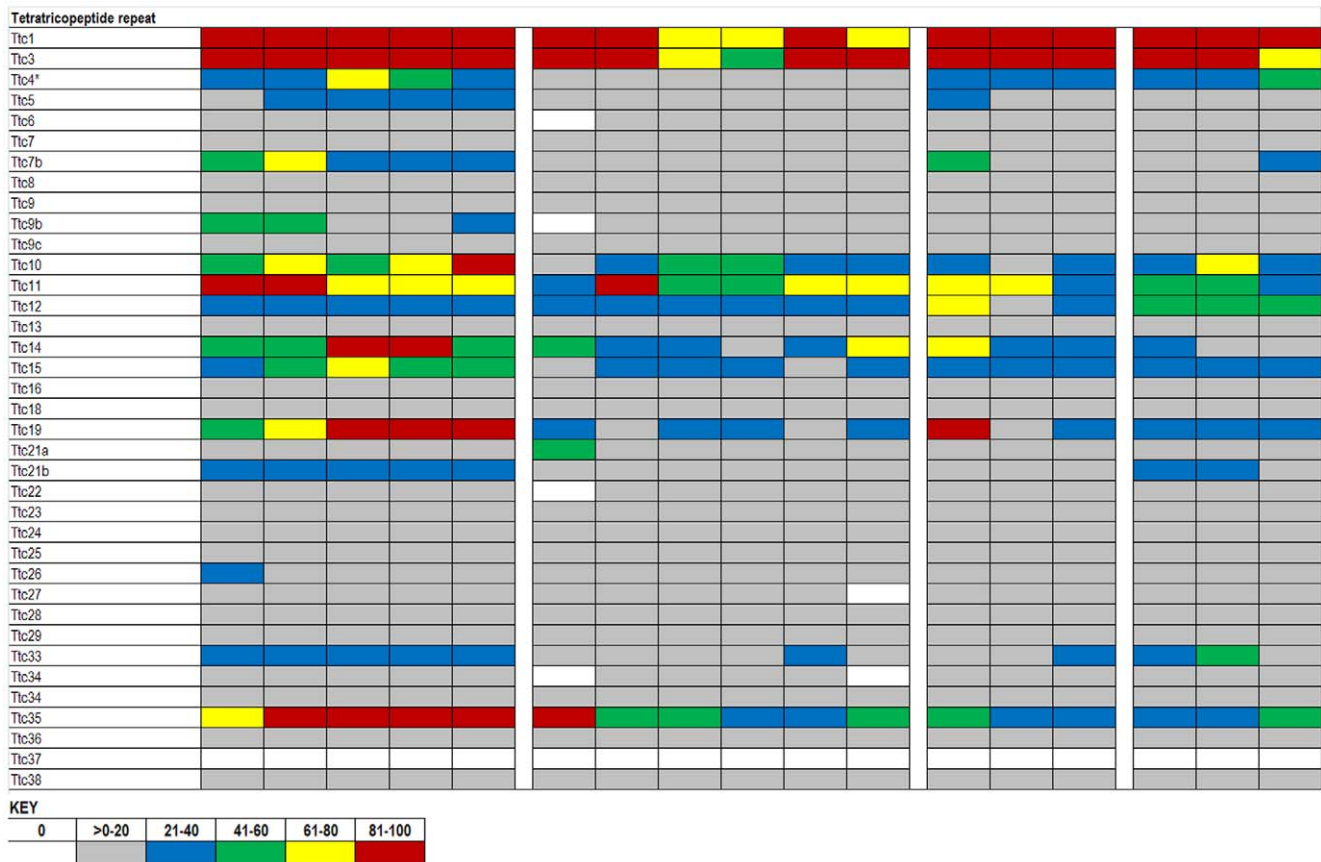 Tetratricopeptide repeat
Ttc1
Ttc3
Ttc4*
Ttc5
Ttc6
Ttc7
Ttc7b
Ttc8
Ttc9
Ttc9b
Ttc9c
Ttc10
Ttc11
Ttc12
Ttc13
Ttc14
Ttc15
Ttc16
Ttc18
Ttc19
Ttc21a
Ttc21b
Ttc22
Ttc23
Ttc24
Ttc25
Ttc26
Ttc27
Ttc28
Ttc29
Ttc33
Ttc34
Ttc34
Ttc35
Ttc36
Ttc37
Ttc38
KEY
0 >0-20 21-40 41-60 61-80 81-100